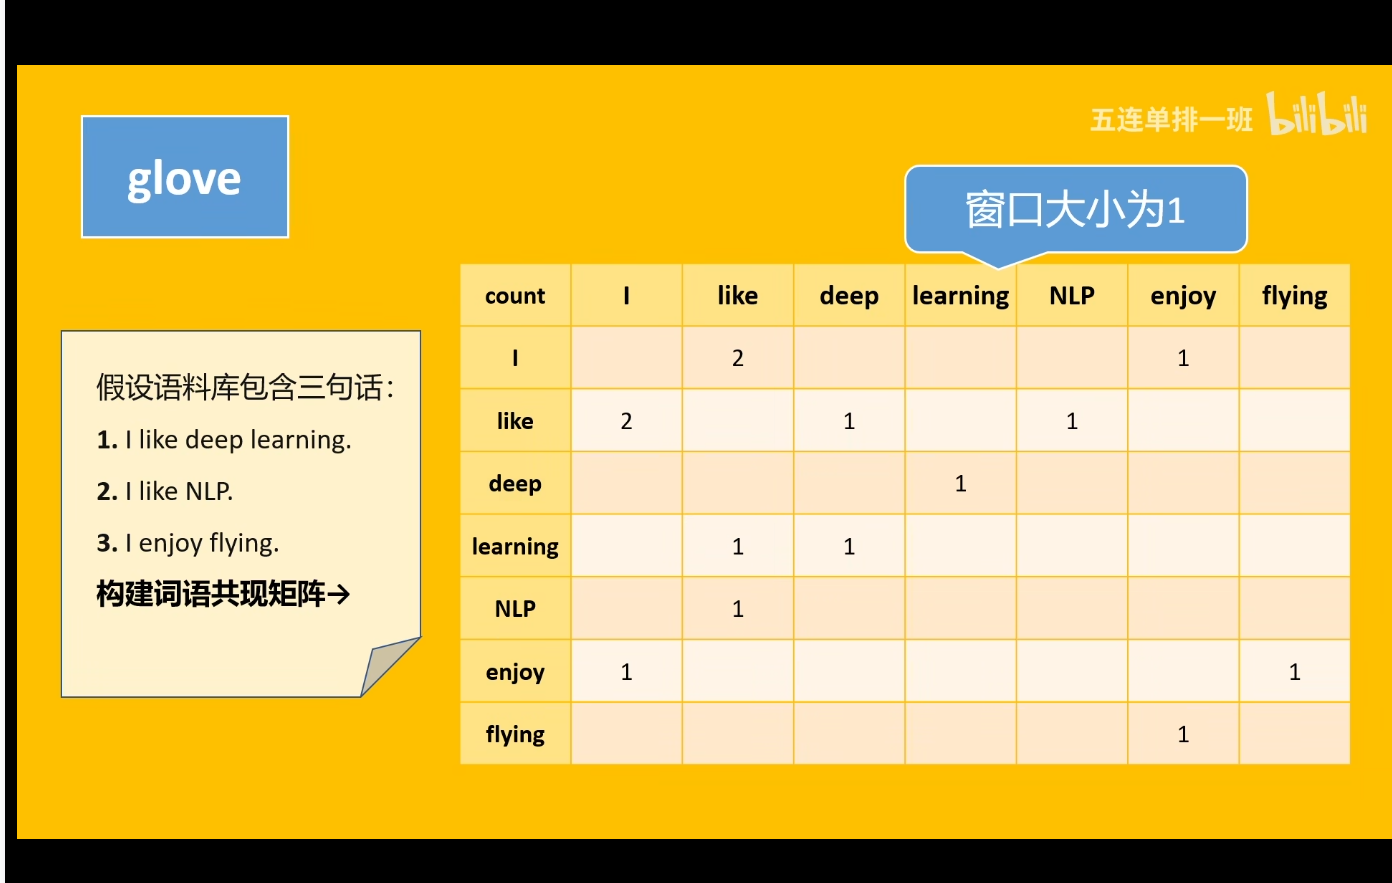 五连单排一班 bilibili
glove
窗口大小为1
假设语料库包含三句话：
1. I like deep learning.
2. I like NLP.
3. I enjoy flying.
构建词语共现矩阵→
count I like deep learning NLP enjoy flying
I 2 1
like 2 1 1
deep 1
learning 1 1
NLP 1
enjoy 1 1
flying 1